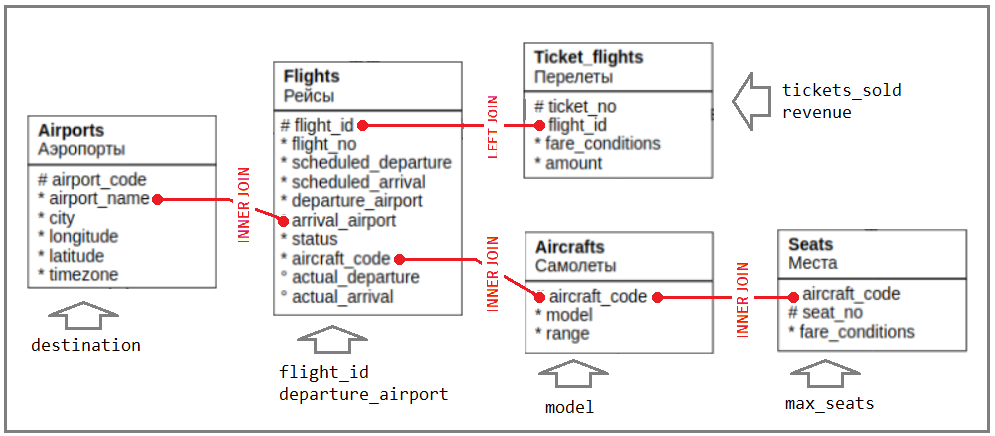 Airports
Аэропорты
# airport_code
* airport_name
* city
* longitude
* latitude
* timezone
destination
INNER JOIN
Flights
Рейсы
# flight_id
* flight_no
* scheduled_departure
* scheduled_arrival
* departure_airport
* arrival_airport
* status
* aircraft_code
° actual_departure
° actual_arrival
flight_id
departure_airport
LEFT JOIN
Ticket_flights
Перелеты
# ticket_no
flight_id
* fare_conditions
* amount
tickets_sold
revenue
INNER JOIN
Aircrafts
Самолеты
aircraft_code
* model
* range
model
INNER JOIN
Seats
Места
aircraft_code
# seat_no
* fare_conditions
max_seats